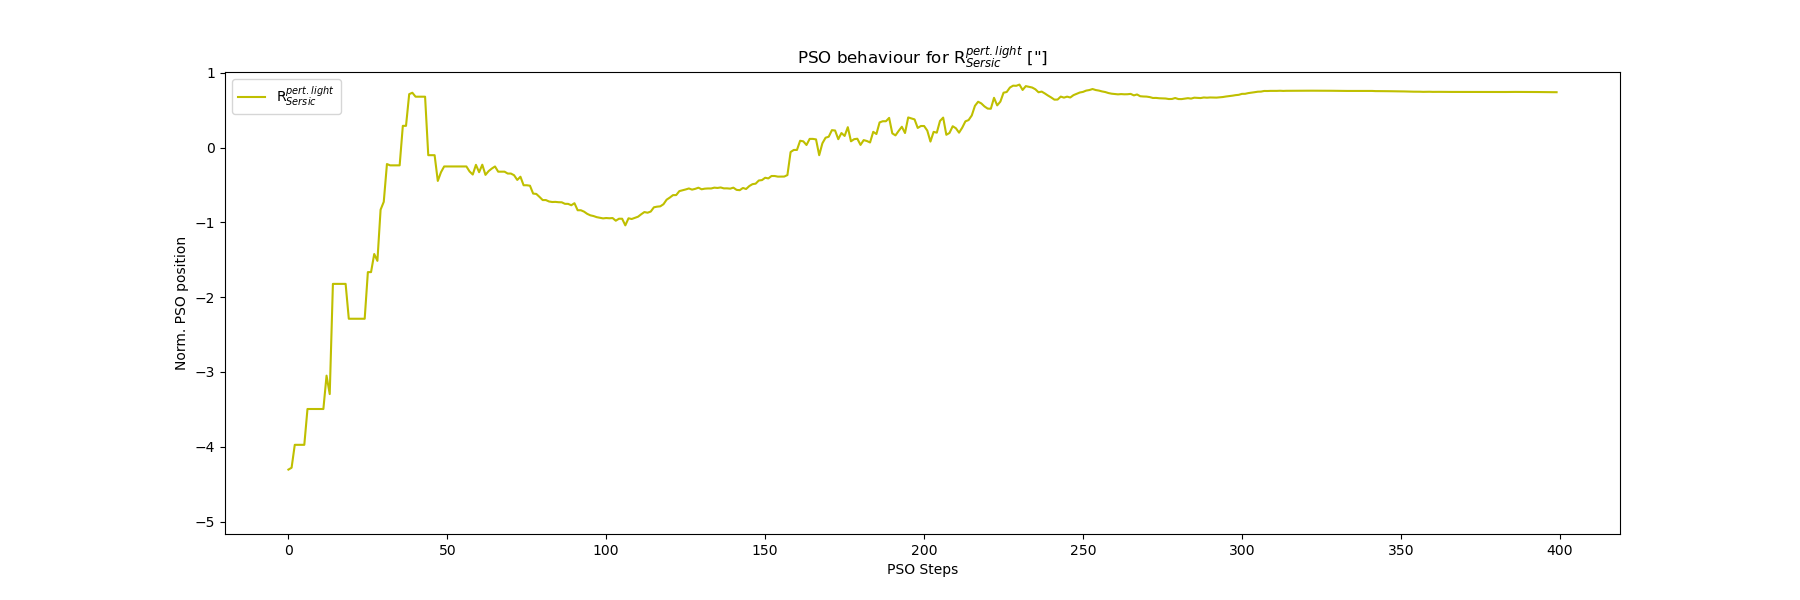 PSO behaviour for R$^{pert.light}_{Sersic}$ ["]
R$^{pert.light}_{Sersic}$
Norm. PSO position
1
0
−1
−2
−3
−4
−5
0 50 100 150 200 250 300 350 400
PSO Steps